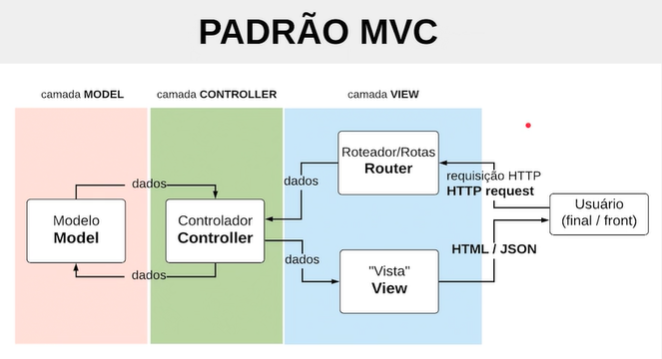 PADRÃO MVC
camada MODEL
camada CONTROLLER
camada VIEW
Roteador/Rotas
Router
requisição HTTP
HTTP request
dados
dados
Usuário
(final / front)
Modelo
Model
Controlador
Controller
HTML / JSON
dados
dados
"Vista"
View